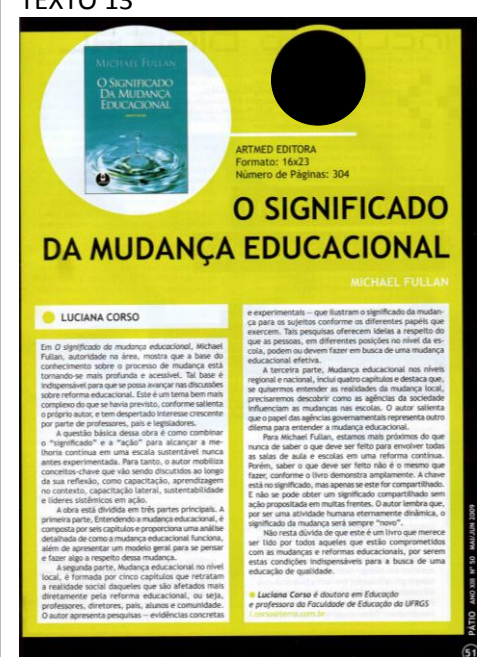 TEXTO 13
MICHAEL FULLAN
O SIGNIFICADO
DA MUDANÇA
EDUCACIONAL
ARTMED EDITORA
Formato: 16x23
Número de Páginas: 304
O SIGNIFICADO
DA MUDANÇA EDUCACIONAL
MICHAEL FULLAN
LUCIANA CORSO
Em O significado da mudança educacional, Michael
Fullan, autoridade na área, mostra que a base do
conhecimento sobre o processo de mudança está
tornando-se mais profunda e acessível. Tal base é
indispensável para que se possa avançar nas discussões
sobre reforma educacional. Este é um tema bem mais
complexo do que se havia previsto, conforme salienta
o próprio autor, e tem despertado interesse crescente
por parte de professores, pais e legisladores.
A questão básica dessa obra é como combinar
o "significado" e a "ação" para alcançar a me-
lhoria contínua em uma escala sustentável nunca
antes experimentada. Para tanto, o autor mobiliza
conceitos-chave que vão sendo discutidos ao longo
da sua reflexão, como capacitação, aprendizagem
no contexto, capacitação lateral, sustentabilidade
e líderes sistêmicos em ação.
A obra está dividida em três partes principais. A
primeira parte, Entendendo a mudança educacional, é
composta por seis capítulos e proporciona uma análise
detalhada de como a mudança educacional funciona,
além de apresentar um modelo geral para se pensar
e fazer algo a respeito dessa mudança.
A segunda parte, Mudança educacional no nível
local, é formada por cinco capítulos que retratam
a realidade social daqueles que são afetados mais
diretamente pela reforma educacional, ou seja,
professores, diretores, pais, alunos e comunidade.
O autor apresenta pesquisas — evidências concretas
e experimentais — que ilustram o significado da mudan-
ça para os sujeitos conforme os diferentes papéis que
exercem. Tais pesquisas oferecem ideias a respeito do
que as pessoas, em diferentes posições no nível da es-
cola, podem ou devem fazer em busca de uma mudança
educacional efetiva.
A terceira parte, Mudança educacional nos níveis
regional e nacional, inclui quatro capítulos e destaca que,
se quisermos entender as realidades da mudança local,
precisaremos descobrir como as agências da sociedade
influenciam as mudanças nas escolas. O autor salienta
que o papel das agências governamentais representa outro
dilema para entender a mudança educacional.
Para Michael Fullan, estamos mais próximos do que
nunca de saber o que deve ser feito para envolver todas
as salas de aula e escolas em uma reforma contínua.
Porém, saber o que deve ser feito não é o mesmo que
fazer, conforme o livro demonstra amplamente. A chave
está no significado, mas apenas se este for compartilhado.
E não se pode obter um significado compartilhado sem
ação propositada em muitas frentes. O autor lembra que,
por ser uma atividade humana eternamente dinâmica, o
significado da mudança será sempre "novo".
Não resta dúvida de que este é um livro que merece
ser lido por todos aqueles que estão comprometidos
com as mudanças e reformas educacionais, por serem
estas condições indispensáveis para a busca de uma
educação de qualidade.
Luciana Corso é doutora em Educação
e professora da Faculdade de Educação da UFRGS
l.corso@terra.com.br
PÁTIO ANO XIII Nº 50 MAI/JUN 2009
51